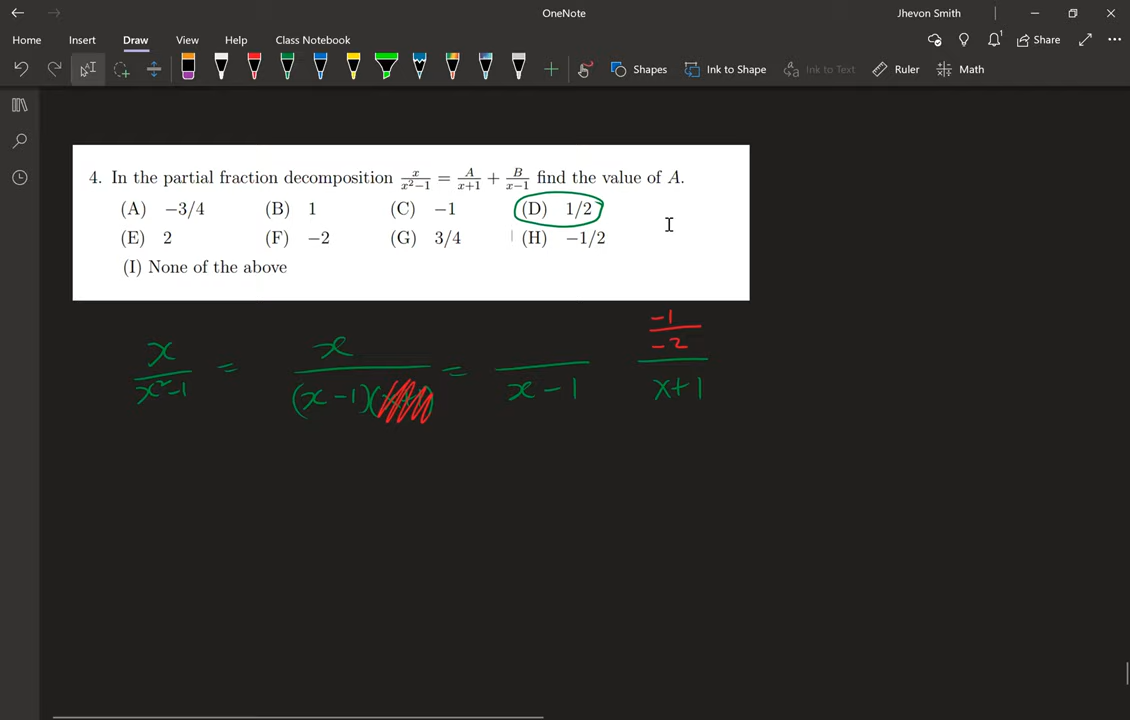 OneNote
Jhevon Smith
Home Insert Draw View Help Class Notebook
Share
Shapes Ink to Shape Ink to Text Ruler Math
4. In the partial fraction decomposition x/(x²−1) = A/(x+1) + B/(x−1) find the value of A.
(A) −3/4 (B) 1 (C) −1 (D) 1/2
(E) 2 (F) −2 (G) 3/4 (H) −1/2
(I) None of the above
x/(x²−1) = x/((x−1)( = /(x−1) (−1/−2)/(x+1)